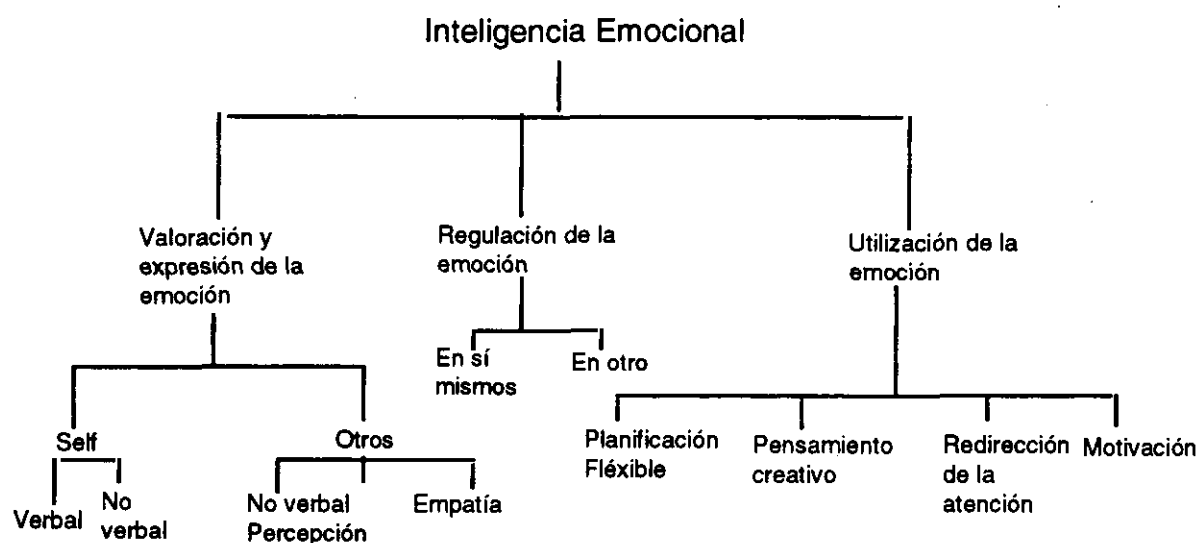 Inteligencia Emocional
Valoración y
expresión de la
emoción
Regulación de la
emoción
Utilización de la
emoción
En sí
mismos
En otro
Self
Otros
Verbal
No
verbal
No verbal
Percepción
Empatía
Planificación
Fléxible
Pensamiento
creativo
Redirección
de la
atención
Motivación